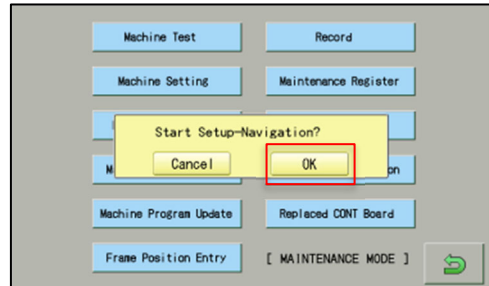 Machine Test
Record
Machine Setting
Maintenance Register
Start Setup-Navigation?
Cancel
OK
Machine Program Update
Replaced CONT Board
Frame Position Entry
[ MAINTENANCE MODE ]